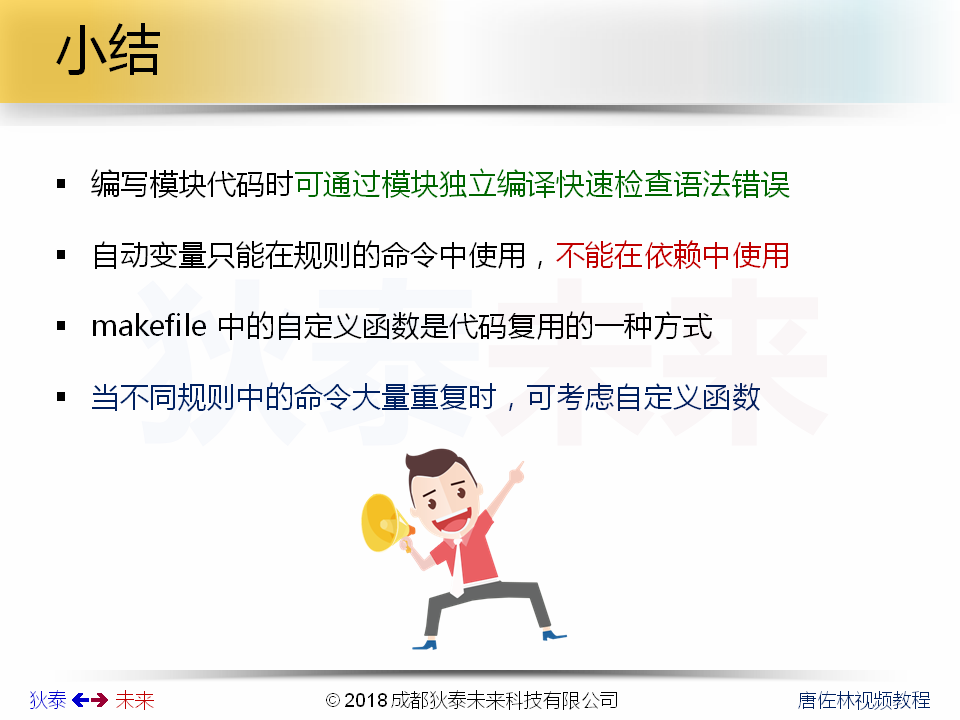 小结
编写模块代码时可通过模块独立编译快速检查语法错误
自动变量只能在规则的命令中使用，不能在依赖中使用
makefile 中的自定义函数是代码复用的一种方式
当不同规则中的命令大量重复时，可考虑自定义函数
狄泰未来
狄泰 未来
© 2018 成都狄泰未来科技有限公司
唐佐林视频教程